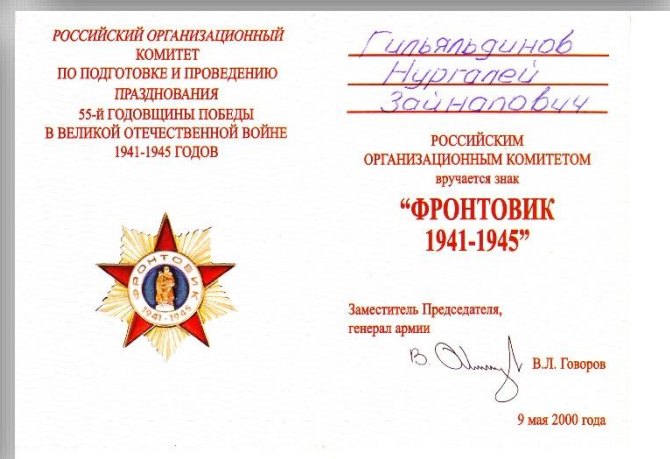 РОССИЙСКИЙ ОРГАНИЗАЦИОННЫЙ
КОМИТЕТ
ПО ПОДГОТОВКЕ И ПРОВЕДЕНИЮ
ПРАЗДНОВАНИЯ
55-й ГОДОВЩИНЫ ПОБЕДЫ
В ВЕЛИКОЙ ОТЕЧЕСТВЕННОЙ ВОЙНЕ
1941-1945 ГОДОВ
ФРОНТОВИК
1941-1945
Гильяльдинов
Нургалей
Зайнапович
РОССИЙСКИМ
ОРГАНИЗАЦИОННЫМ КОМИТЕТОМ
вручается знак
“ФРОНТОВИК
1941-1945”
Заместитель Председателя,
генерал армии
В.Л. Говоров
9 мая 2000 года